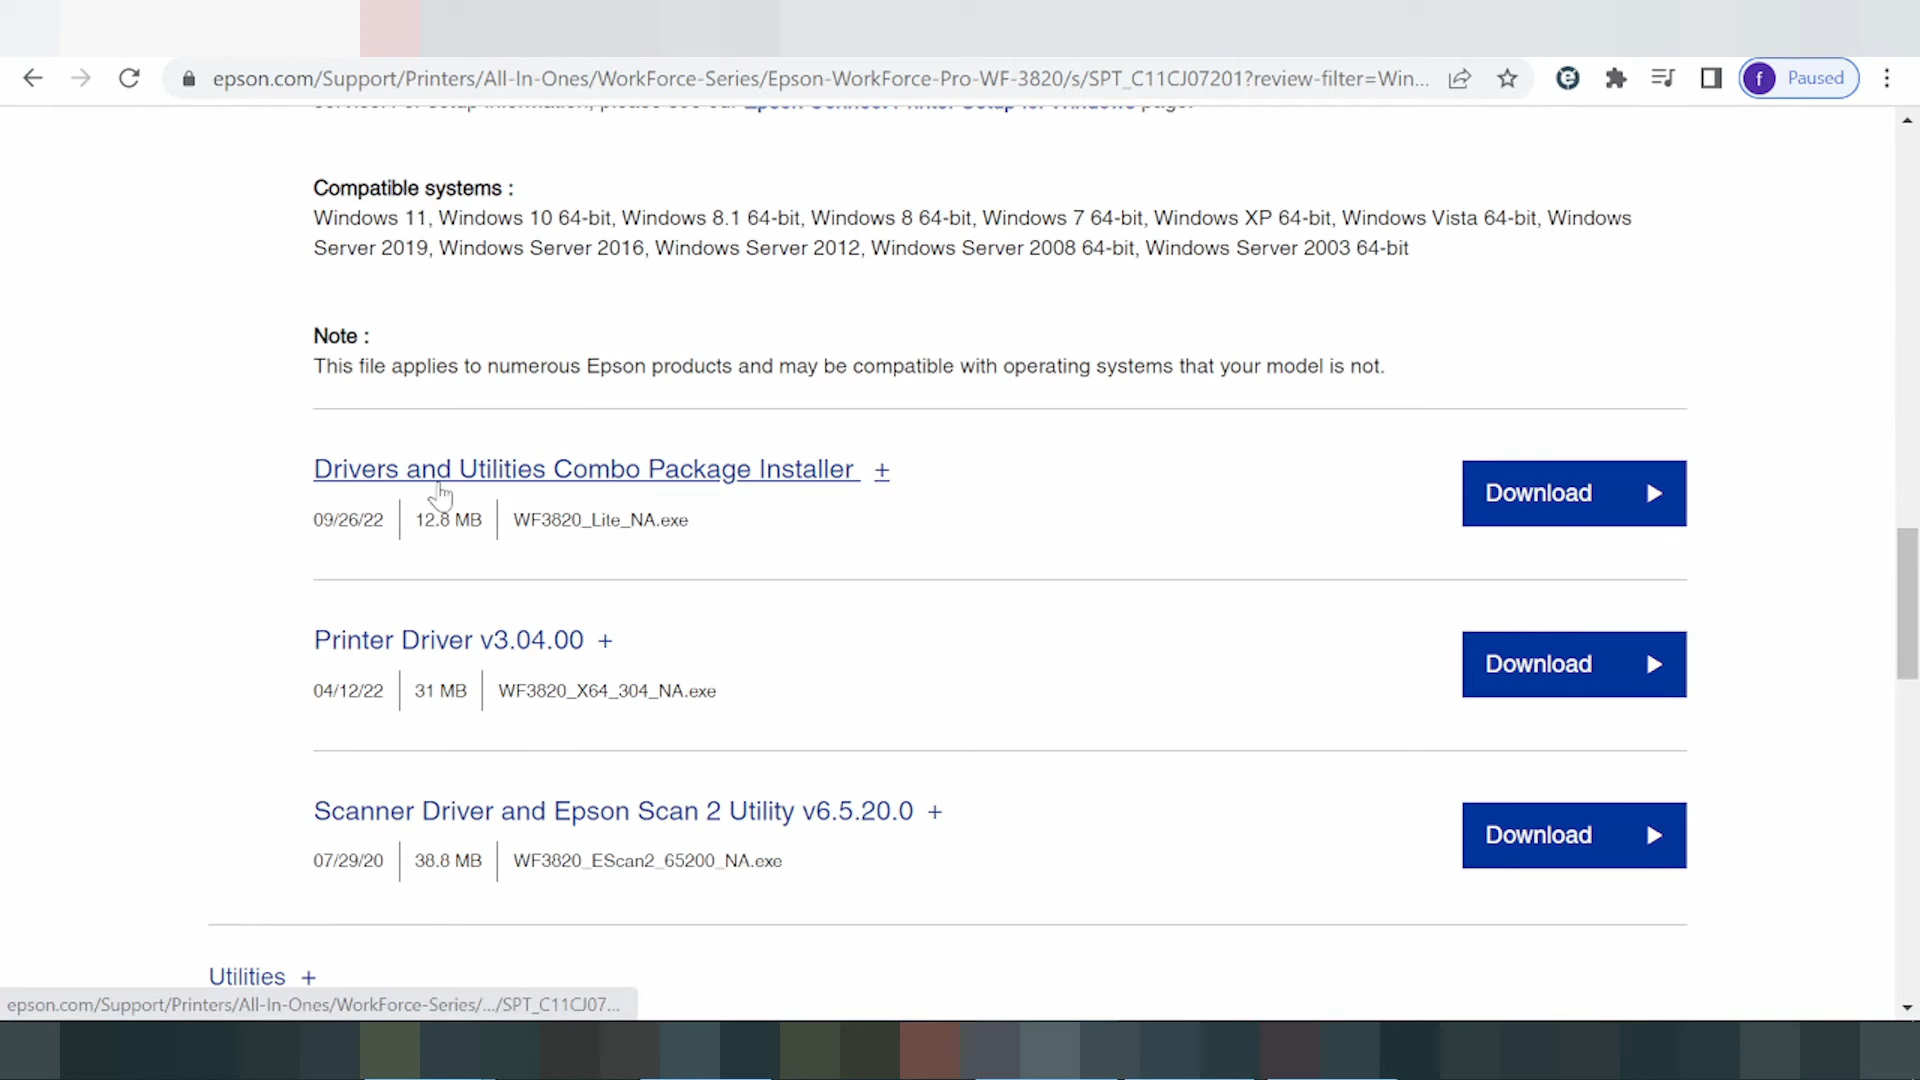 epson.com/Support/Printers/All-In-Ones/WorkForce-Series/Epson-WorkForce-Pro-WF-3820/s/SPT_C11CJ07201?review-filter=Win...
f Paused
Epson Connect Printer Setup for Windows page.
Compatible systems :
Windows 11, Windows 10 64-bit, Windows 8.1 64-bit, Windows 8 64-bit, Windows 7 64-bit, Windows XP 64-bit, Windows Vista 64-bit, Windows
Server 2019, Windows Server 2016, Windows Server 2012, Windows Server 2008 64-bit, Windows Server 2003 64-bit
Note :
This file applies to numerous Epson products and may be compatible with operating systems that your model is not.
Drivers and Utilities Combo Package Installer +
Download
09/26/22 12.8 MB WF3820_Lite_NA.exe
Printer Driver v3.04.00 +
Download
04/12/22 31 MB WF3820_X64_304_NA.exe
Scanner Driver and Epson Scan 2 Utility v6.5.20.0 +
Download
07/29/20 38.8 MB WF3820_EScan2_65200_NA.exe
Utilities +
epson.com/Support/Printers/All-In-Ones/WorkForce-Series/.../SPT_C11CJ07...